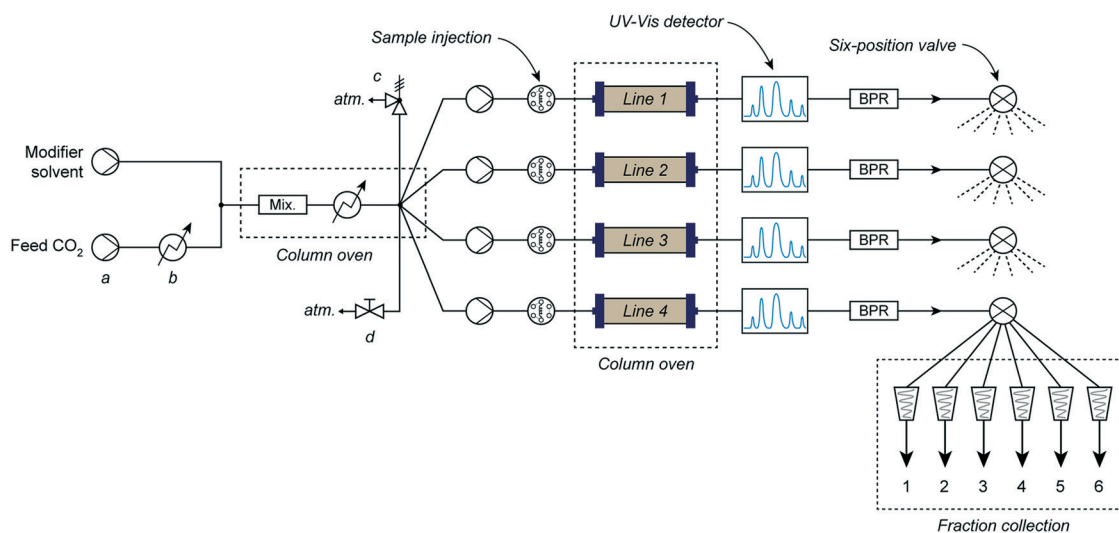 UV-Vis detector
Sample injection
Six-position valve
c
atm.
Line 1
BPR
Modifier
solvent
Line 2
BPR
Mix.
Feed CO₂
Line 3
BPR
Column oven
a
b
atm.
Line 4
BPR
d
Column oven
1 2 3 4 5 6
Fraction collection